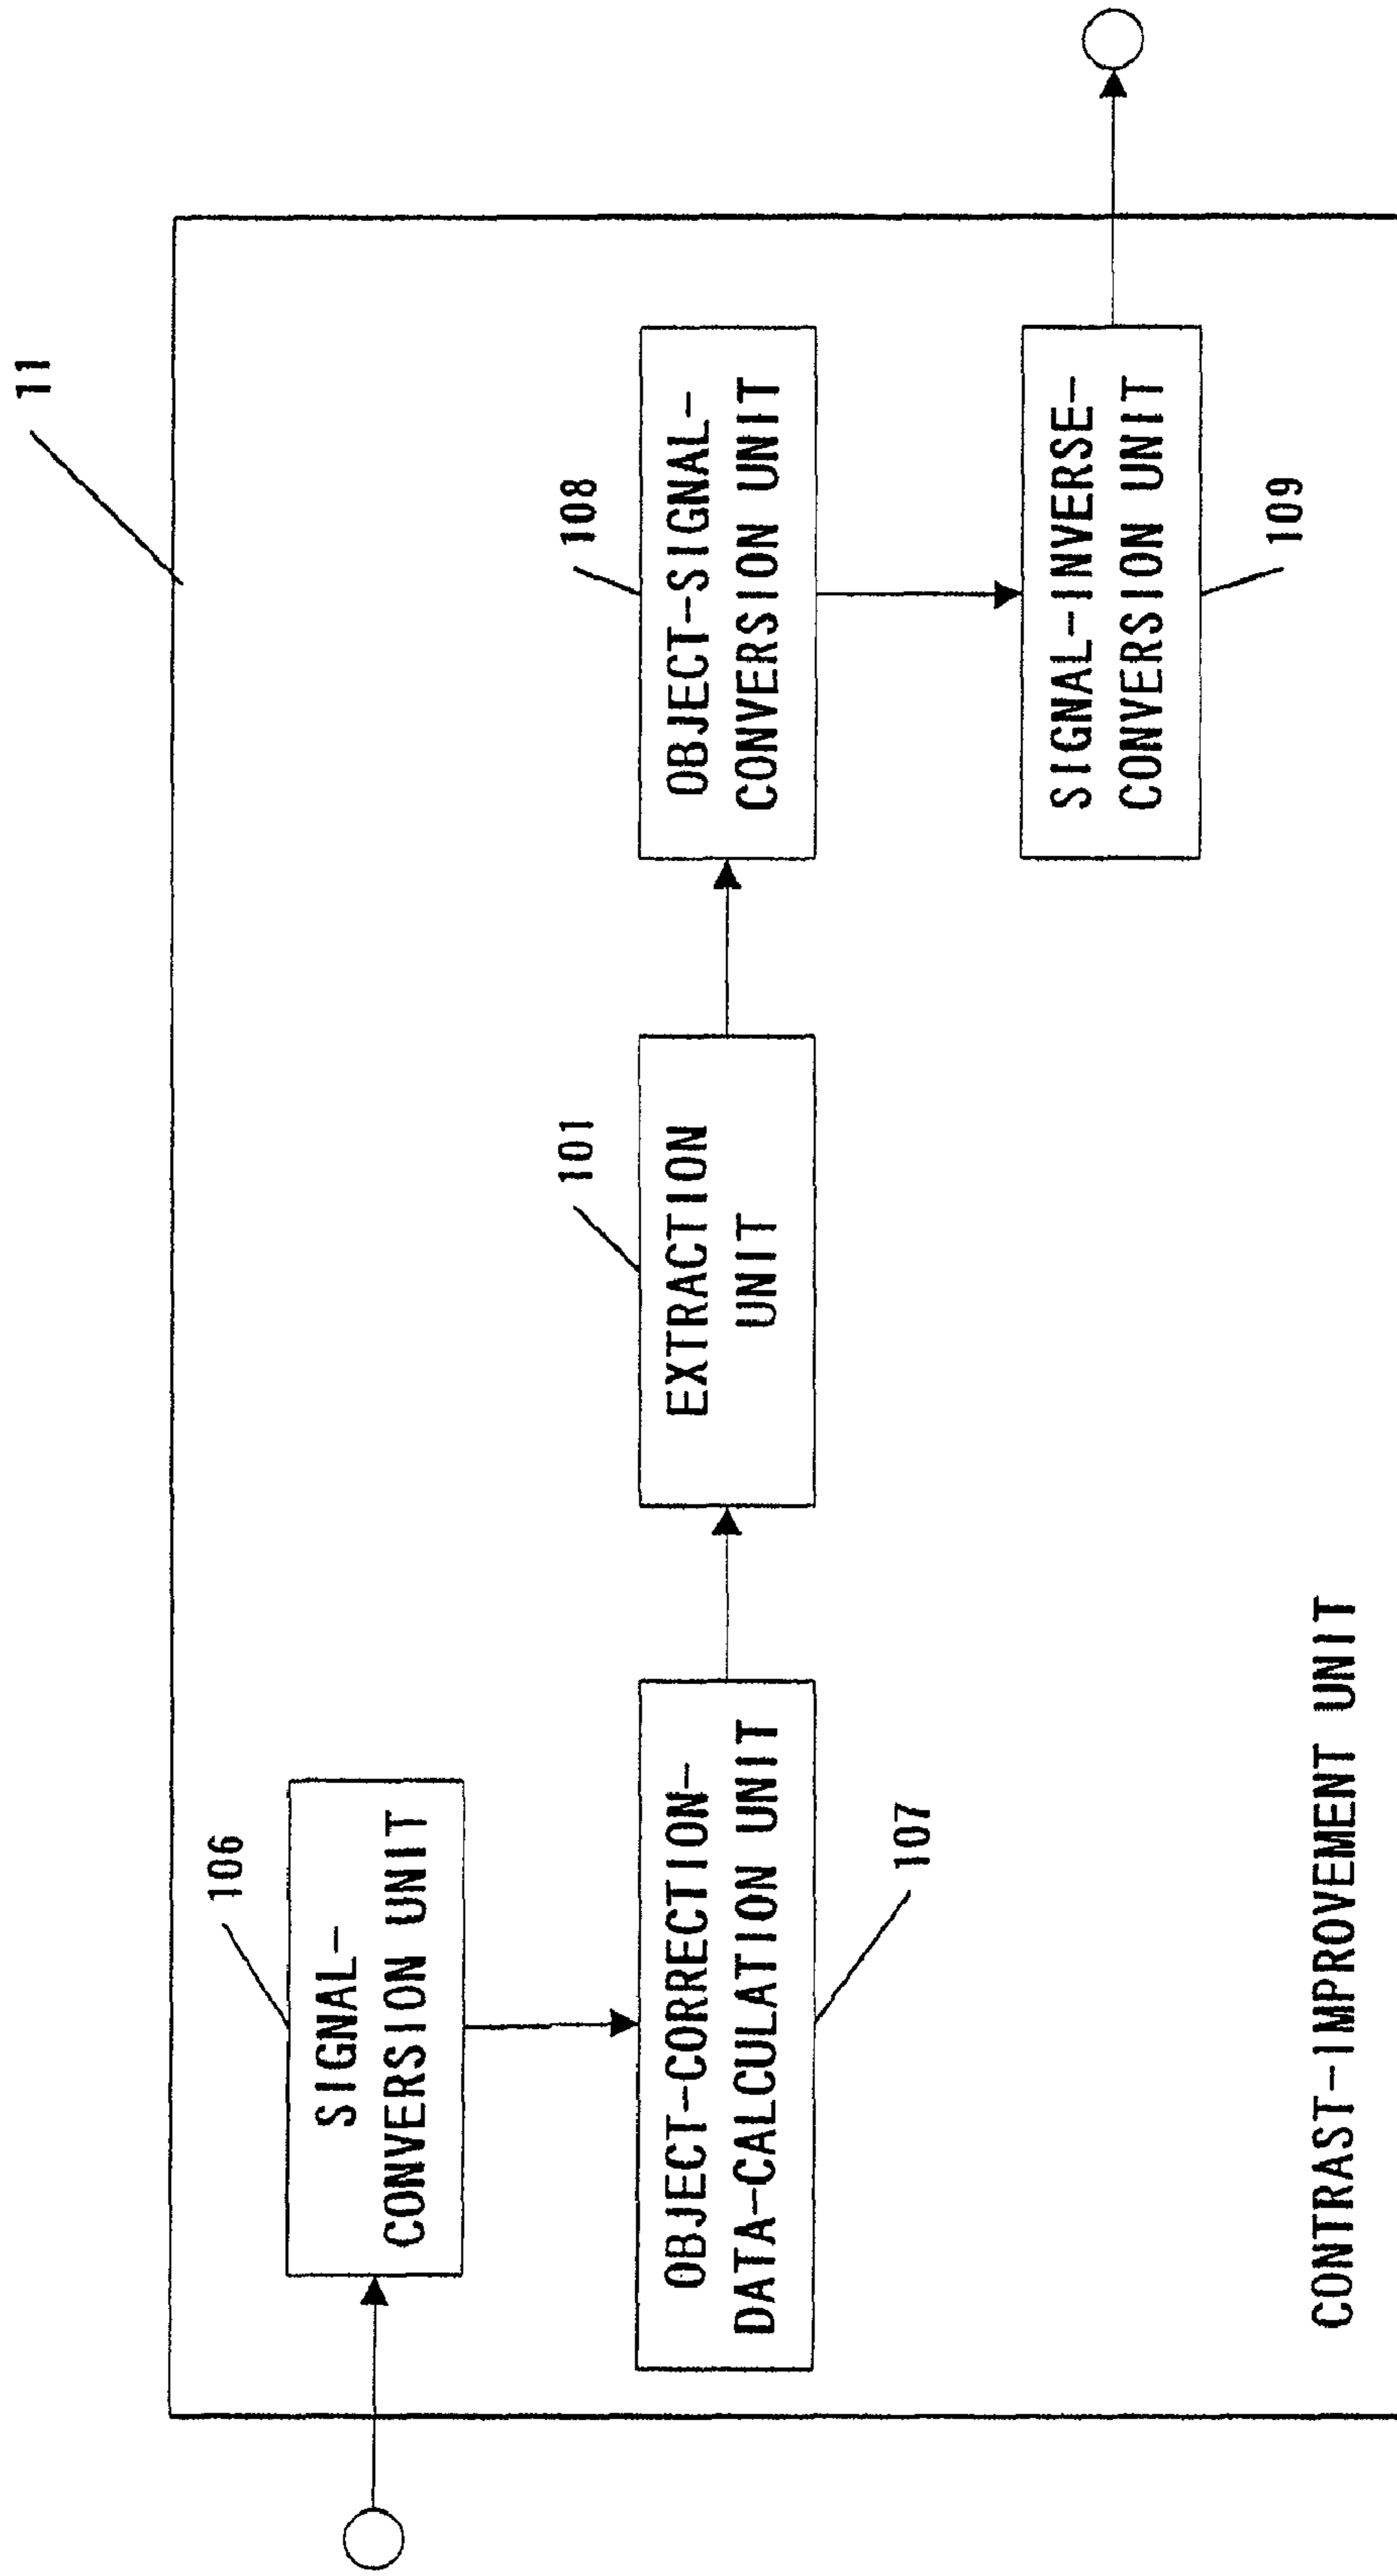 11
106
SIGNAL-
CONVERSION UNIT
OBJECT-CORRECTION-
DATA-CALCULATION UNIT
107
101
EXTRACTION
UNIT
108
OBJECT-SIGNAL-
CONVERSION UNIT
SIGNAL-INVERSE-
CONVERSION UNIT
109
CONTRAST-IMPROVEMENT UNIT